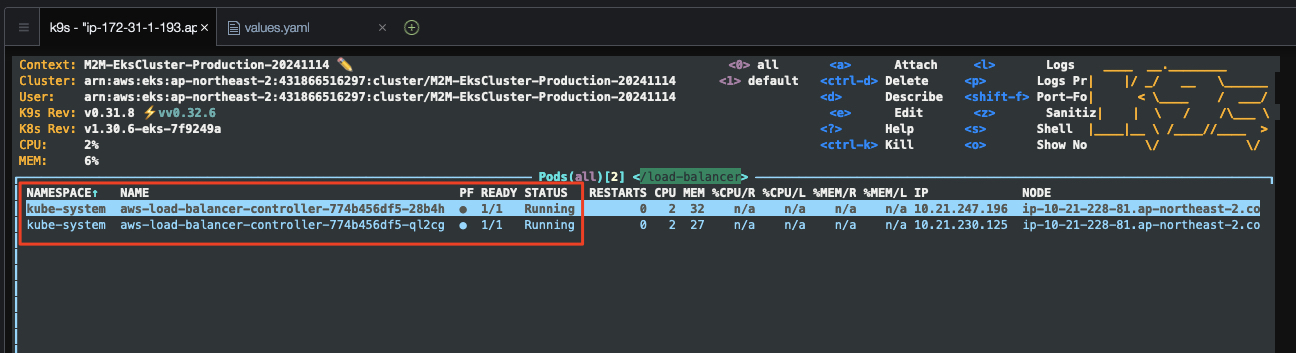 k9s - "ip-172-31-1-193.ap × values.yaml ×
Context: M2M-EksCluster-Production-20241114 <0> all <a> Attach <l> Logs
Cluster: arn:aws:eks:ap-northeast-2:431866516297:cluster/M2M-EksCluster-Production-20241114 <1> default <ctrl-d> Delete <p> Logs Pr
User: arn:aws:eks:ap-northeast-2:431866516297:cluster/M2M-EksCluster-Production-20241114 <d> Describe <shift-f> Port-Fo
K9s Rev: v0.31.8 ⚡vv0.32.6 <e> Edit <z> Sanitiz
K8s Rev: v1.30.6-eks-7f9249a <?> Help <s> Shell
CPU: 2% <ctrl-k> Kill <o> Show No
MEM: 6%
Pods(all)[2] </load-balancer>
NAMESPACE↑ NAME PF READY STATUS RESTARTS CPU MEM %CPU/R %CPU/L %MEM/R %MEM/L IP NODE
kube-system aws-load-balancer-controller-774b456df5-28b4h ● 1/1 Running 0 2 32 n/a n/a n/a n/a 10.21.247.196 ip-10-21-228-81.ap-northeast-2.co
kube-system aws-load-balancer-controller-774b456df5-ql2cg ● 1/1 Running 0 2 27 n/a n/a n/a n/a 10.21.230.125 ip-10-21-228-81.ap-northeast-2.co